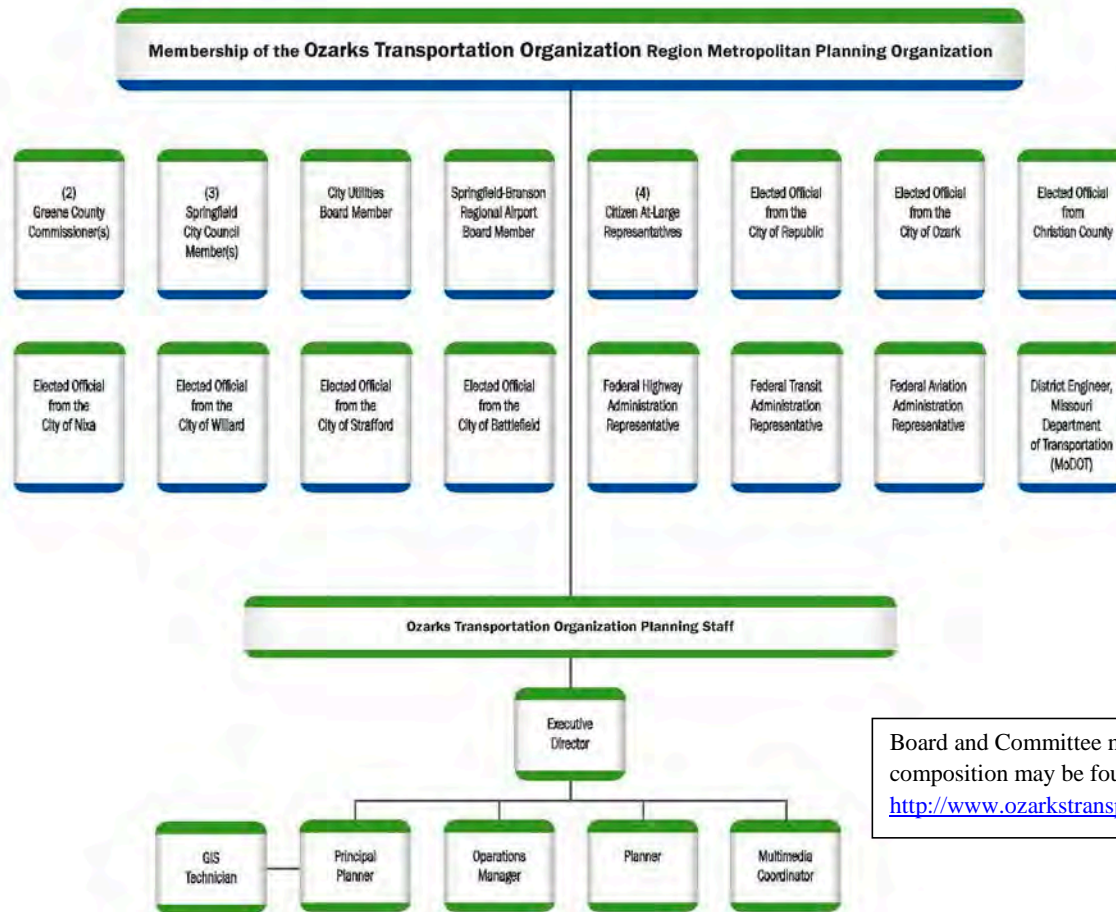 Membership of the Ozarks Transportation Organization Region Metropolitan Planning Organization
(2)
Greene County
Commissioner(s)
(3)
Springfield
City Council
Member(s)
City Utilities
Board Member
Springfield-Branson
Regional Airport
Board Member
(4)
Citizen At-Large
Representatives
Elected Official
from the
City of Republic
Elected Official
from the
City of Ozark
Elected Official
from
Christian County
Elected Official
from the
City of Nixa
Elected Official
from the
City of Willard
Elected Official
from the
City of Strafford
Elected Official
from the
City of Battlefield
Federal Highway
Administration
Representative
Federal Transit
Administration
Representative
Federal Aviation
Administration
Representative
District Engineer,
Missouri
Department
of Transportation
(MoDOT)
Ozarks Transportation Organization Planning Staff
Executive
Director
Board and Committee
composition may be
http://www.ozarkstransp
GIS
Technician
Principal
Planner
Operations
Manager
Planner
Multimedia
Coordinator